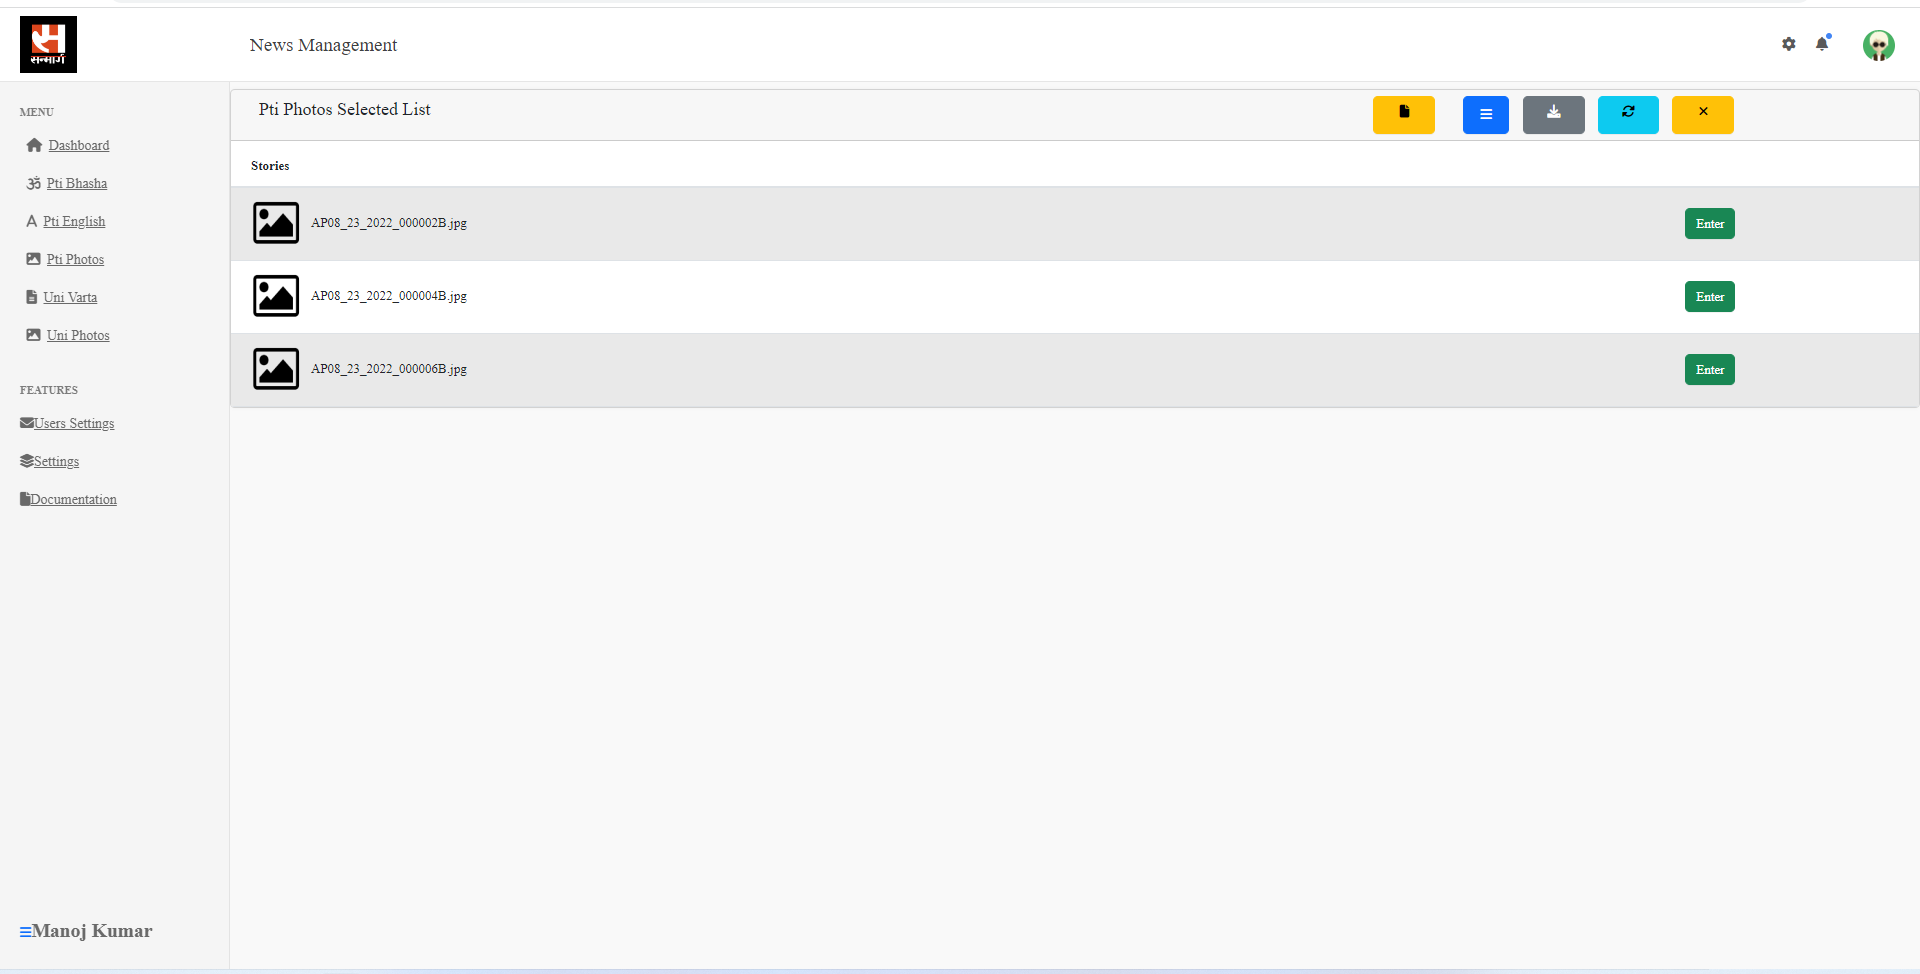 सन्मार्ग
News Management
MENU
Dashboard
Pti Bhasha
Pti English
Pti Photos
Uni Varta
Uni Photos
FEATURES
Users Settings
Settings
Documentation
Manoj Kumar
Pti Photos Selected List
Stories
AP08_23_2022_000002B.jpg Enter
AP08_23_2022_000004B.jpg Enter
AP08_23_2022_000006B.jpg Enter